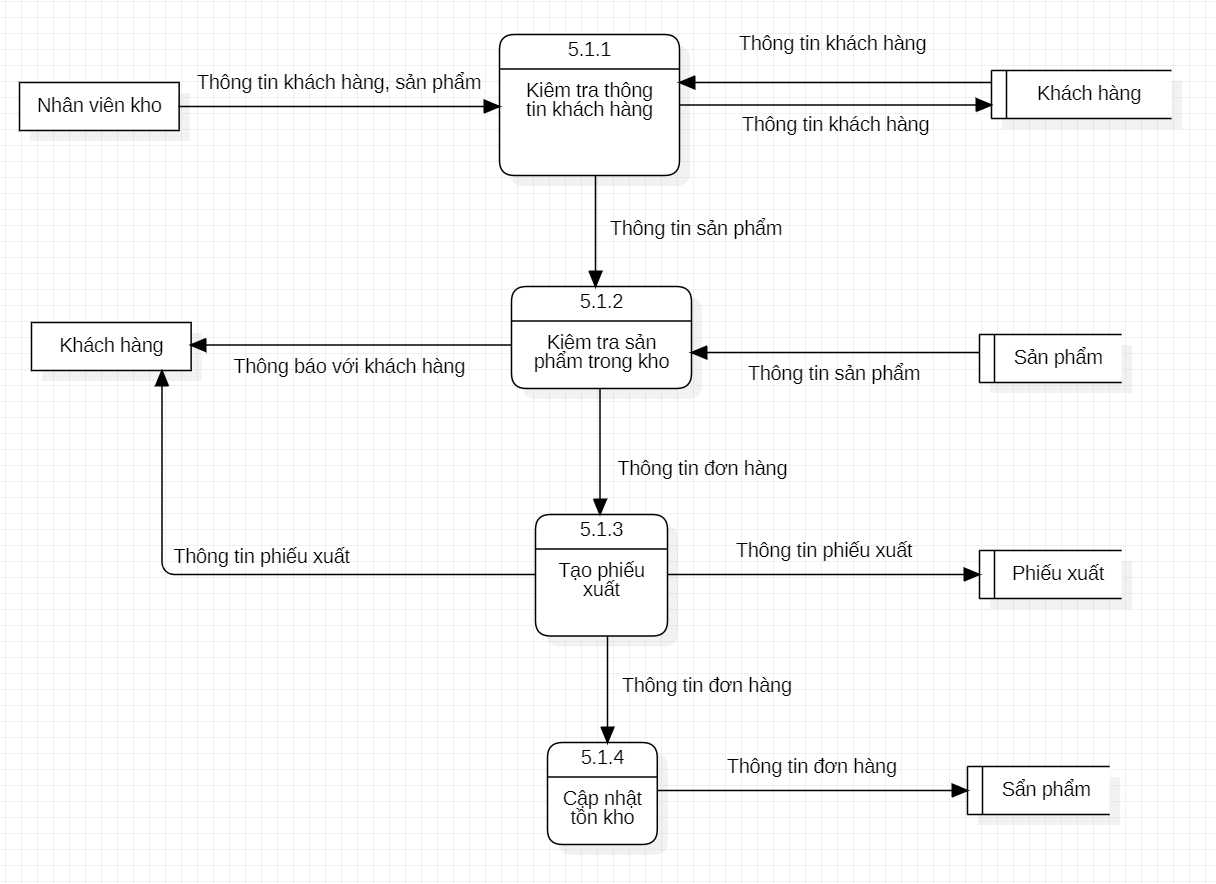 5.1.1
Thông tin khách hàng
Thông tin khách hàng, sản phẩm
Nhân viên kho
Kiêm tra thông
tin khách hàng
Khách hàng
Thông tin khách hàng
Thông tin sản phẩm
5.1.2
Khách hàng
Kiêm tra sản
phẩm trong kho
Sản phẩm
Thông báo với khách hàng
Thông tin sản phẩm
Thông tin đơn hàng
5.1.3
Thông tin phiếu xuất
Thông tin phiếu xuất
Tạo phiếu
xuất
Phiếu xuất
Thông tin đơn hàng
5.1.4
Thông tin đơn hàng
Cập nhật
tồn kho
Sẩn phẩm